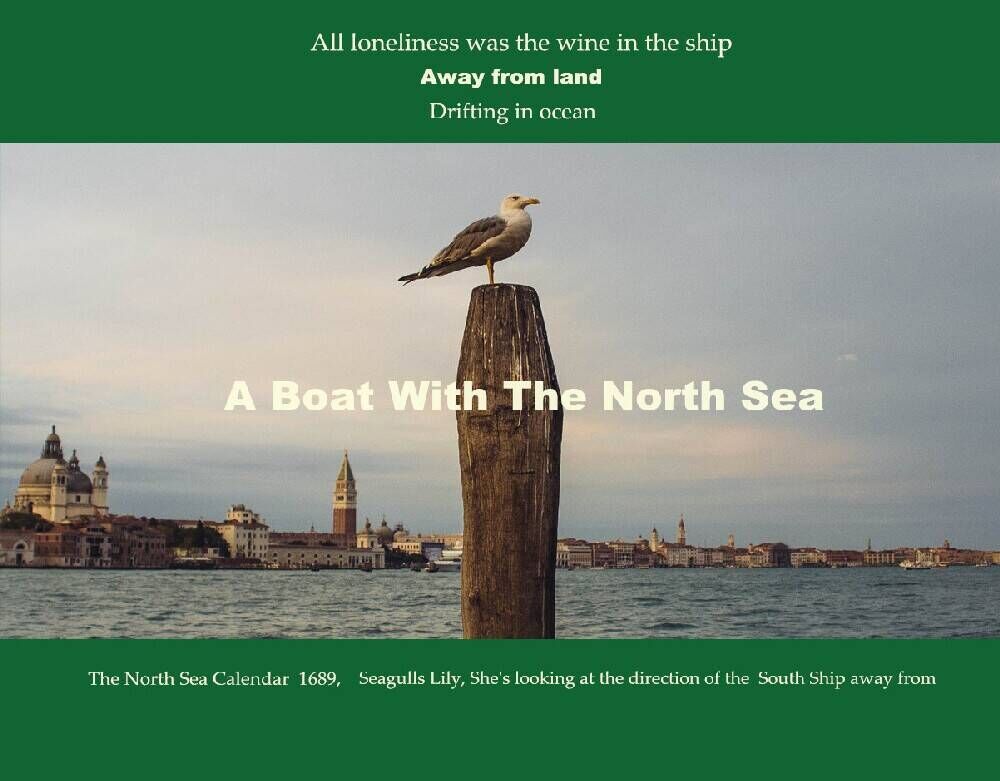 All loneliness was the wine in the ship
Away from land
Drifting in ocean
A Boat With The North Sea
The North Sea Calendar 1689, Seagulls Lily, She's looking at the direction of the South Ship away from